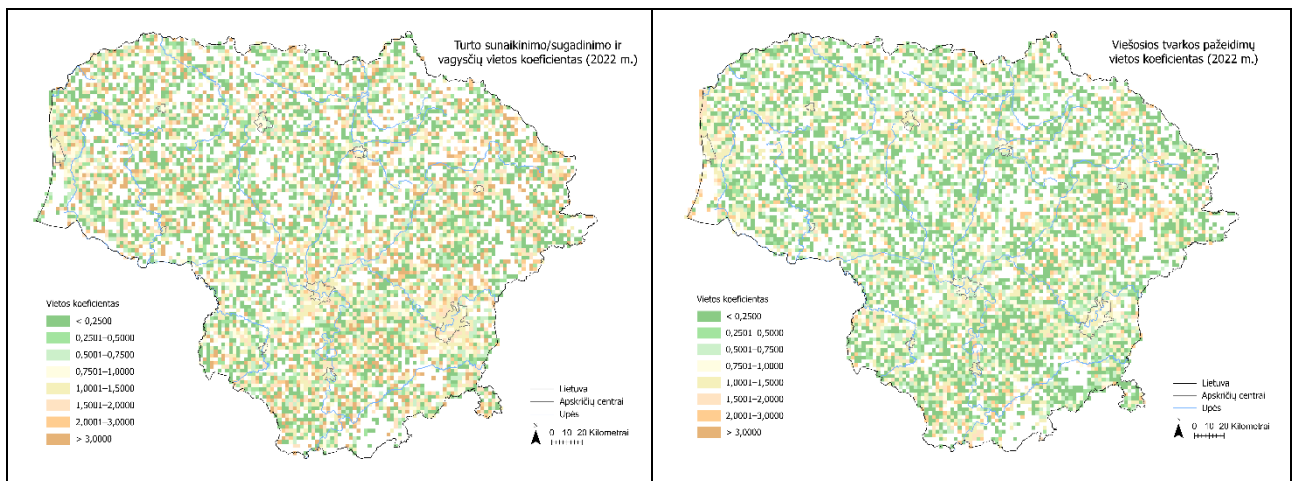 Turto sunaikinimo/sugadinimo ir
vagysčių vietos koeficientas (2022 m.)
Vietos koeficientas
< 0,2500
0,2501–0,5000
0,5001–0,7500
0,7501–1,0000
1,0001–1,5000
1,5001–2,0000
2,0001–3,0000
> 3,0000
Lietuva
Apskričių centrai
Upės
N
0 10 20 Kilometrai
Viešosios tvarkos pažeidimų
vietos koeficientas (2022 m.)
Vietos koeficientas
< 0,2500
0,2501–0,5000
0,5001–0,7500
0,7501–1,0000
1,0001–1,5000
1,5001–2,0000
2,0001–3,0000
> 3,0000
Lietuva
Apskričių centrai
Upės
N
0 10 20 Kilometrai